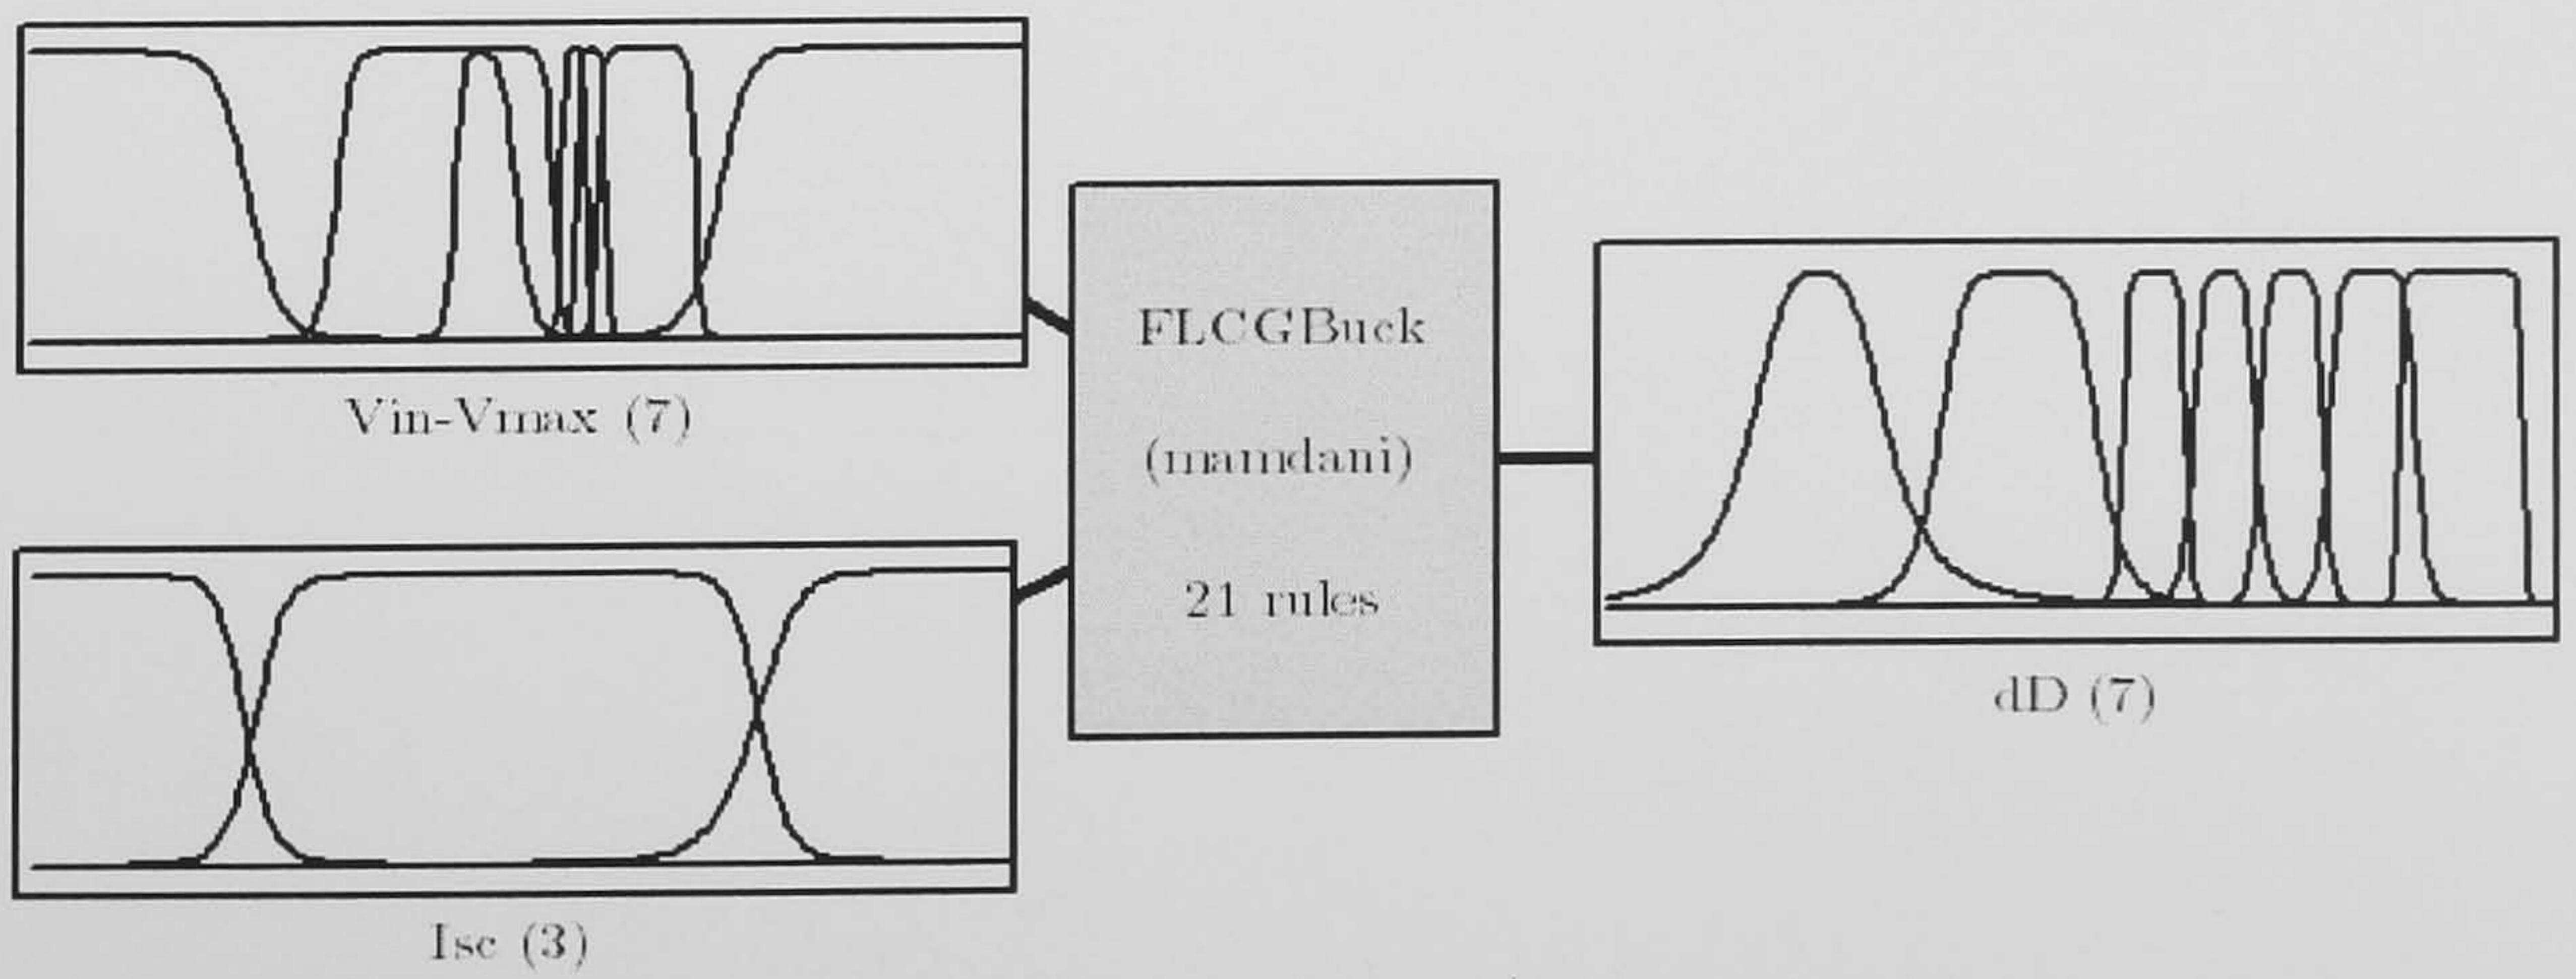 Vin-Vmax (7)
FLCGBuck
(mamdani)
21 rules
dD (7)
Isc (3)